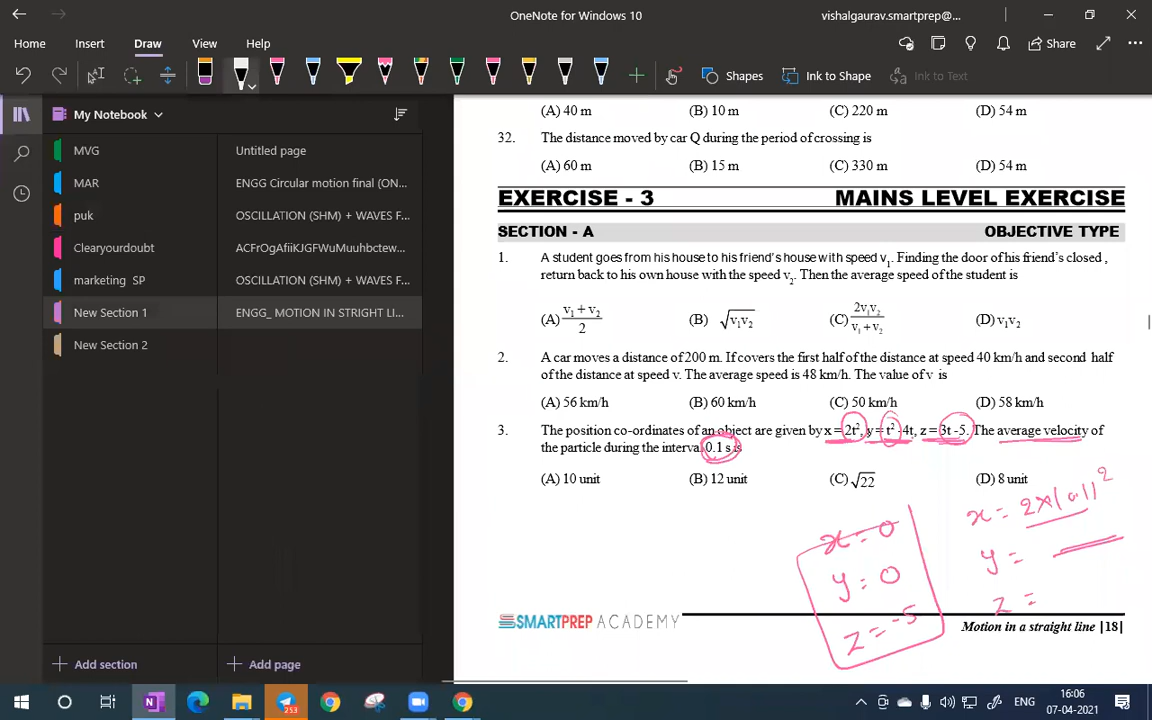 OneNote for Windows 10
vishalgaurav.smartprep@...
Home Insert Draw View Help
Share
Shapes
Ink to Shape
Ink to Text
My Notebook
MVG
MAR
puk
Clearyourdoubt
marketing SP
New Section 1
New Section 2
Add section
Untitled page
ENGG Circular motion final (ON...
OSCILLATION (SHM) + WAVES F...
ACFrOgAfiiKJGFWuMuuhbctew...
OSCILLATION (SHM) + WAVES F...
ENGG_ MOTION IN STRIGHT LI...
Add page
(A) 40 m (B) 10 m (C) 220 m (D) 54 m
32. The distance moved by car Q during the period of crossing is
(A) 60 m (B) 15 m (C) 330 m (D) 54 m
EXERCISE - 3 MAINS LEVEL EXERCISE
SECTION - A OBJECTIVE TYPE
1. A student goes from his house to his friend's house with speed v₁. Finding the door of his friend's closed ,
return back to his own house with the speed v₂. Then the average speed of the student is
(A) (v₁ + v₂)/2 (B) √(v₁v₂) (C) 2v₁v₂/(v₁ + v₂) (D) v₁v₂
2. A car moves a distance of 200 m. If covers the first half of the distance at speed 40 km/h and second half
of the distance at speed v. The average speed is 48 km/h. The value of v is
(A) 56 km/h (B) 60 km/h (C) 50 km/h (D) 58 km/h
3. The position co-ordinates of an object are given by x = 2t², y = t² -4t, z = 3t -5. The average velocity of
the particle during the interva 0.1 s is
(A) 10 unit (B) 12 unit (C) √22 (D) 8 unit
x = 0
y = 0
z = -5
x = 2×(0.1)²
y =
z =
SMARTPREP ACADEMY
Motion in a straight line |18|
253
ENG
16:06
07-04-2021